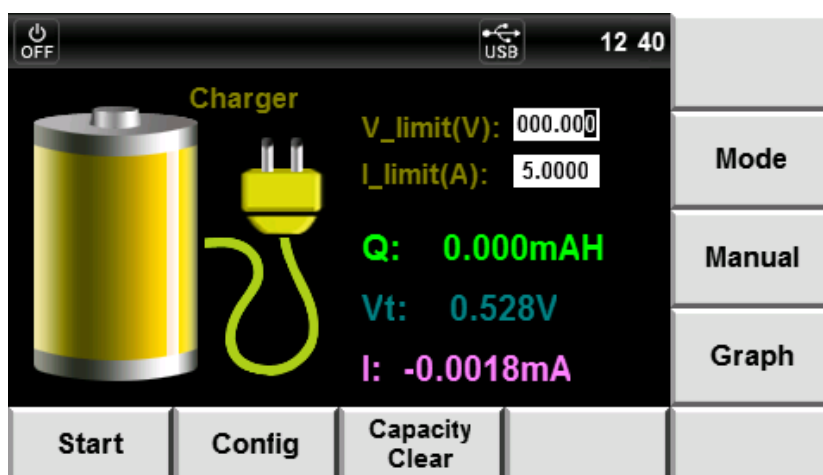 OFF
USB
12 40
Charger
V_limit(V): 000.000
I_limit(A): 5.0000
Q: 0.000mAH
Vt: 0.528V
I: -0.0018mA
Mode
Manual
Graph
Start
Config
Capacity
Clear